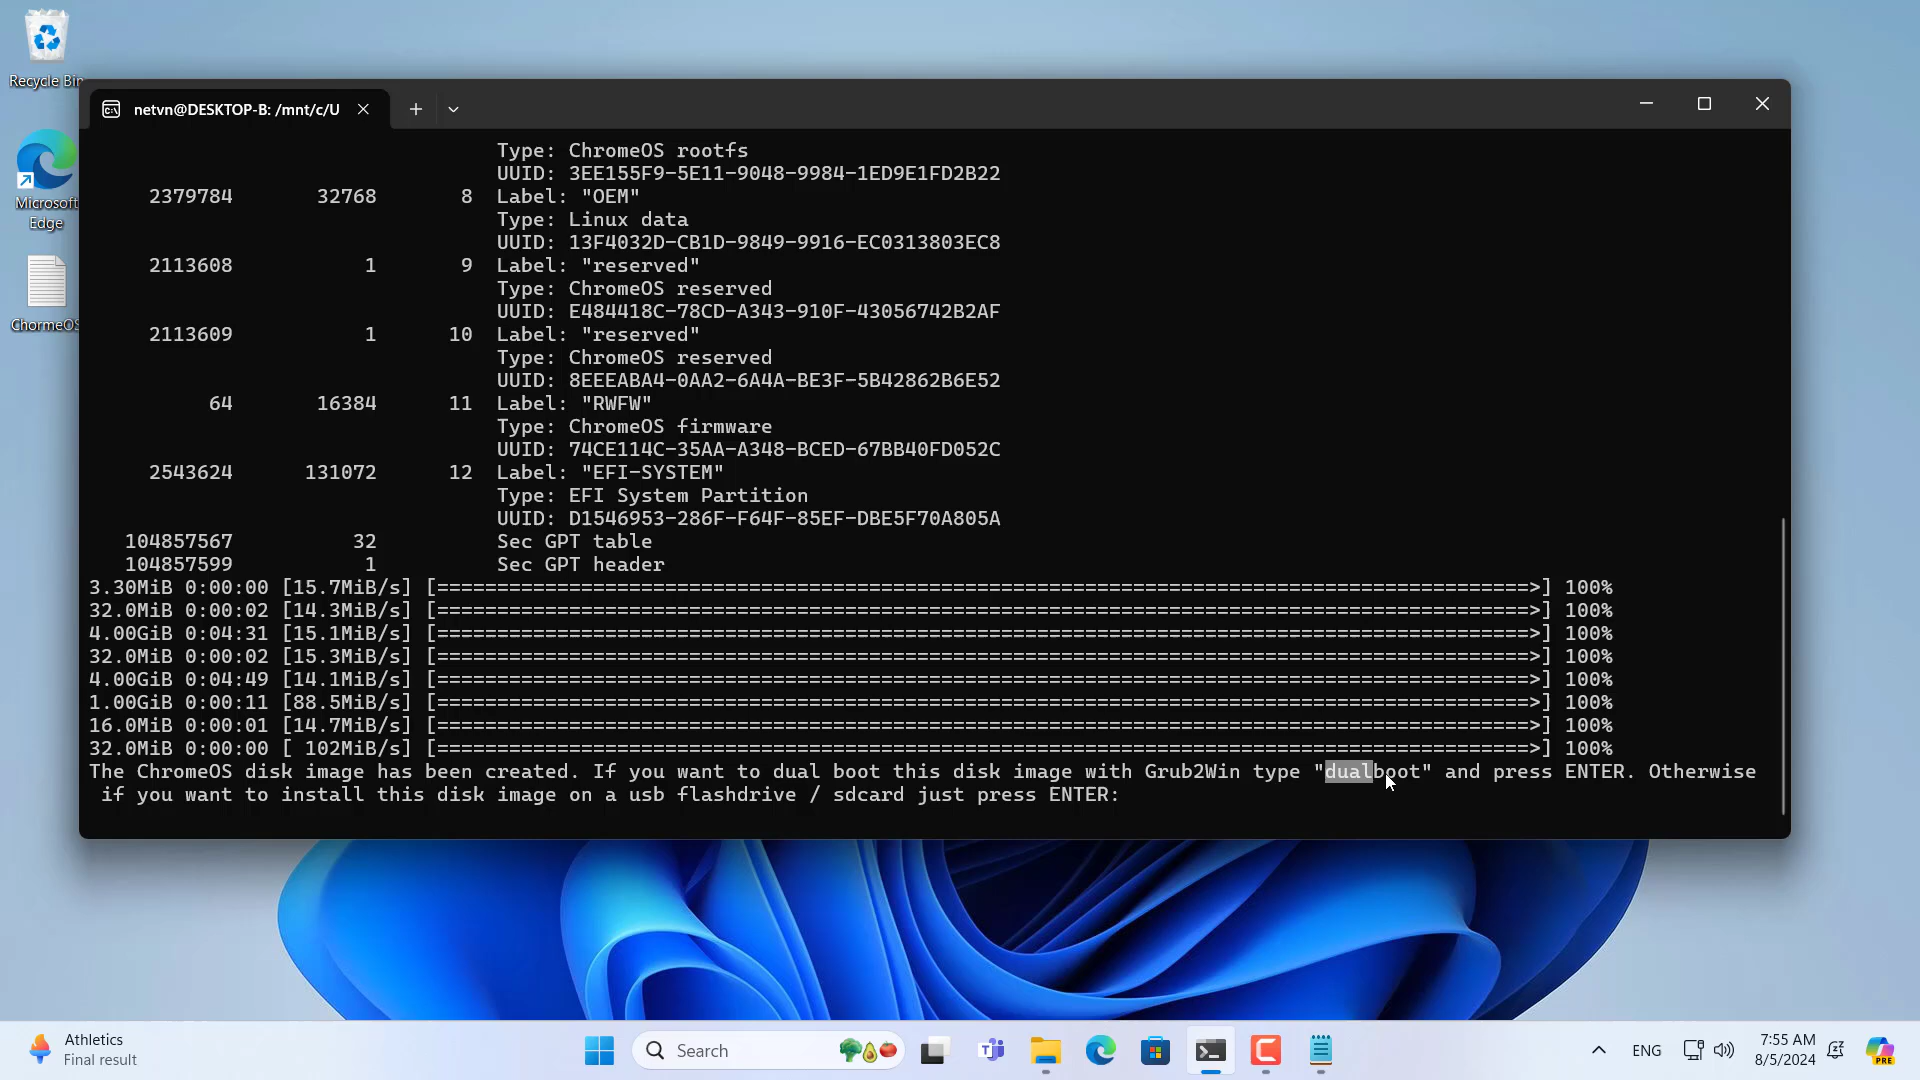 Recycle Bin
Microsoft
Edge
ChormeOS
netvn@DESKTOP-B: /mnt/c/U
Type: ChromeOS rootfs
UUID: 3EE155F9-5E11-9048-9984-1ED9E1FD2B22
2379784 32768 8 Label: "OEM"
Type: Linux data
UUID: 13F4032D-CB1D-9849-9916-EC0313803EC8
2113608 1 9 Label: "reserved"
Type: ChromeOS reserved
UUID: E484418C-78CD-A343-910F-43056742B2AF
2113609 1 10 Label: "reserved"
Type: ChromeOS reserved
UUID: 8EEEABA4-0AA2-6A4A-BE3F-5B42862B6E52
64 16384 11 Label: "RWFW"
Type: ChromeOS firmware
UUID: 74CE114C-35AA-A348-BCED-67BB40FD052C
2543624 131072 12 Label: "EFI-SYSTEM"
Type: EFI System Partition
UUID: D1546953-286F-F64F-85EF-DBE5F70A805A
104857567 32 Sec GPT table
104857599 1 Sec GPT header
3.30MiB 0:00:00 [15.7MiB/s] [===========================================================================================>] 100%
32.0MiB 0:00:02 [14.3MiB/s] [===========================================================================================>] 100%
4.00GiB 0:04:31 [15.1MiB/s] [===========================================================================================>] 100%
32.0MiB 0:00:02 [15.3MiB/s] [===========================================================================================>] 100%
4.00GiB 0:04:49 [14.1MiB/s] [===========================================================================================>] 100%
1.00GiB 0:00:11 [88.5MiB/s] [===========================================================================================>] 100%
16.0MiB 0:00:01 [14.7MiB/s] [===========================================================================================>] 100%
32.0MiB 0:00:00 [ 102MiB/s] [===========================================================================================>] 100%
The ChromeOS disk image has been created. If you want to dual boot this disk image with Grub2Win type "dualboot" and press ENTER. Otherwise
if you want to install this disk image on a usb flashdrive / sdcard just press ENTER:
Athletics
Final result
Search
ENG
7:55 AM
8/5/2024
PRE